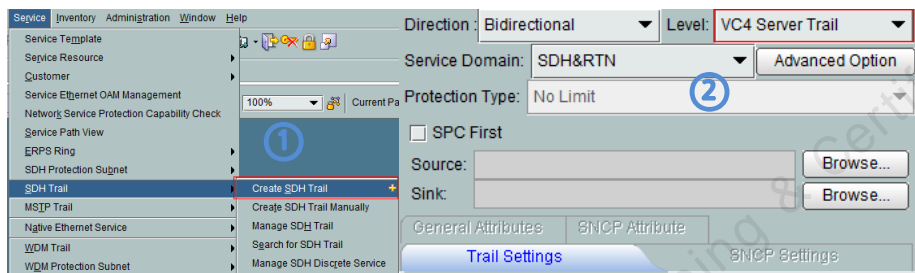 Service Inventory Administration Window Help
Service Template
Service Resource
Customer
Service Ethernet OAM Management
Network Service Protection Capability Check
Service Path View
ERPS Ring
SDH Protection Subnet
SDH Trail
MSTP Trail
Native Ethernet Service
WDM Trail
WDM Protection Subnet
100% Current Pa
①
Create SDH Trail
Create SDH Trail Manually
Manage SDH Trail
Search for SDH Trail
Manage SDH Discrete Service
Direction : Bidirectional Level: VC4 Server Trail
Service Domain: SDH&RTN Advanced Option
Protection Type: No Limit
②
SPC First
Source: Browse...
Sink: Browse...
General Attributes SNCP Attribute
Trail Settings SNCP Settings
ing & Certi